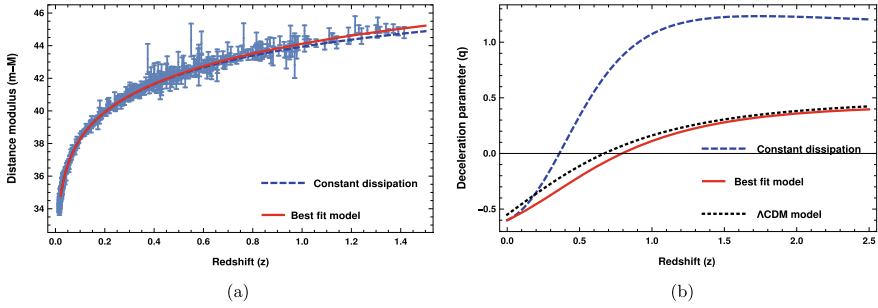 46
44
42
40
38
36
34
Distance modulus (m–M)
Constant dissipation
Best fit model
0.0 0.2 0.4 0.6 0.8 1.0 1.2 1.4
Redshift (z)
(a)
1.0
0.5
0.0
−0.5
Deceleration parameter (q)
Constant dissipation
Best fit model
ΛCDM model
0.0 0.5 1.0 1.5 2.0 2.5
Redshift (z)
(b)